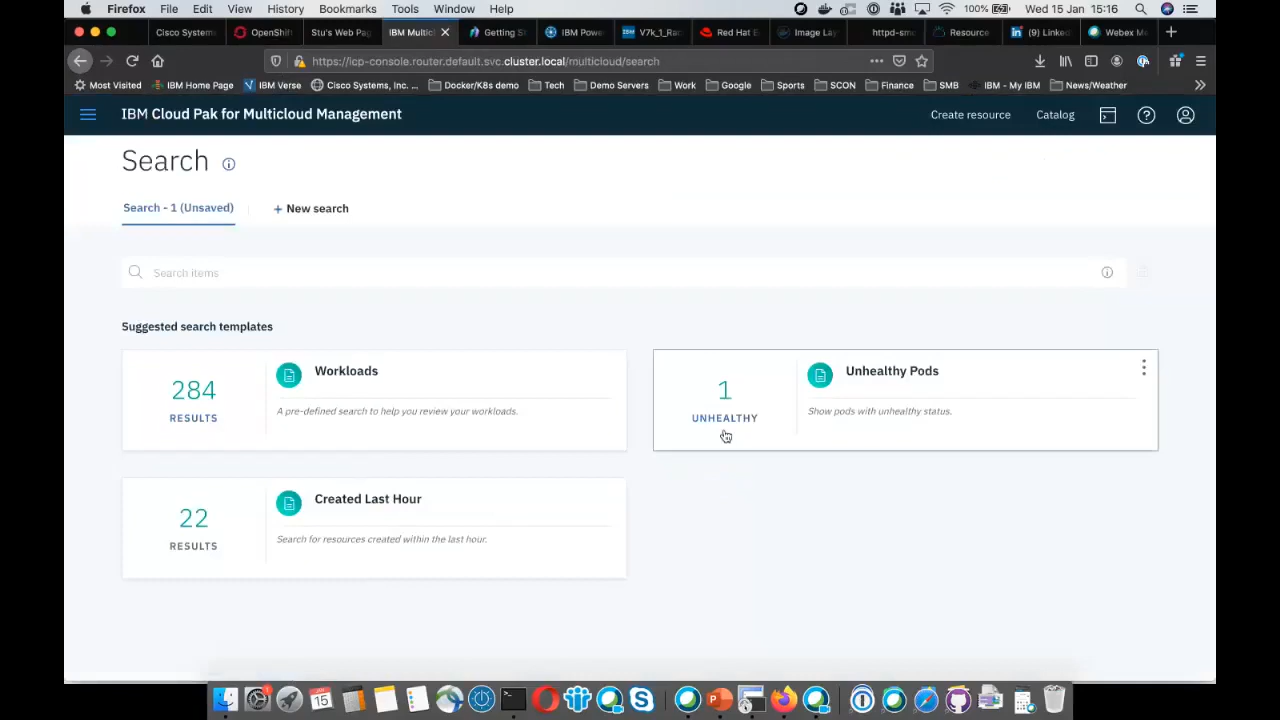 Firefox File Edit View History Bookmarks Tools Window Help 100% Wed 15 Jan 15:16
Cisco System OpenShift Stu's Web Pag IBM Multicl Getting St IBM Powe V7k_1_Rac Red Hat E Image Lay httpd-smc Resource (9) Linked Webex Me
https://icp-console.router.default.svc.cluster.local/multicloud/search
Most Visited IBM Home Page IBM Verse Cisco Systems, Inc. ... Docker/K8s demo Tech Demo Servers Work Google Sports SCON Finance SMB IBM - My IBM News/Weather
IBM Cloud Pak for Multicloud Management Create resource Catalog
Search
Search - 1 (Unsaved) + New search
Search items
Suggested search templates
284 RESULTS
Workloads
A pre-defined search to help you review your workloads.
1 UNHEALTHY
Unhealthy Pods
Show pods with unhealthy status.
22 RESULTS
Created Last Hour
Search for resources created within the last hour.
15